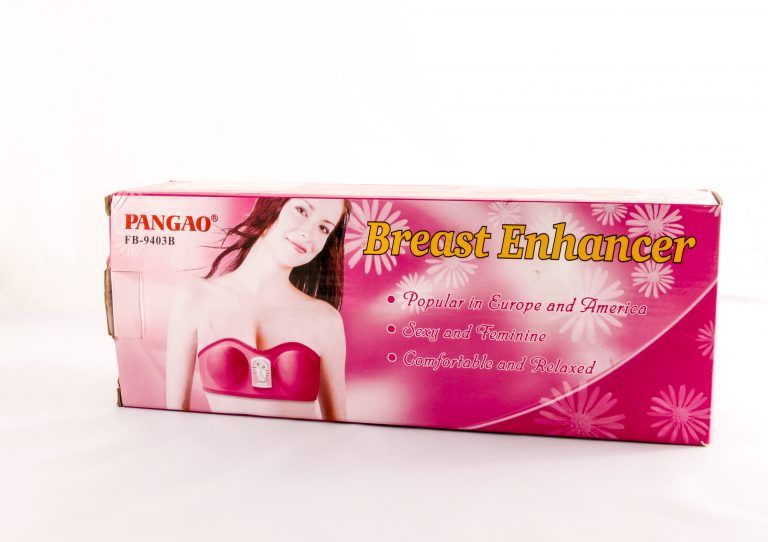 PANGAO®
FB-9403B
Breast Enhancer
• Popular in Europe and America
• Sexy and Feminine
• Comfortable and Relaxed